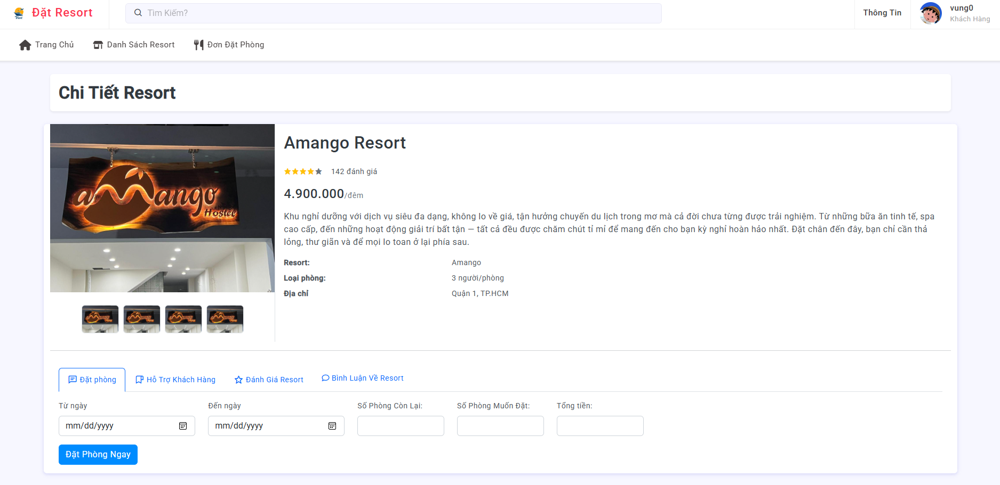 Đặt Resort
Tìm Kiếm?
Thông Tin
vung0
Khách Hàng
Trang Chủ
Danh Sách Resort
Đơn Đặt Phòng
Chi Tiết Resort
aMango
Hostel
Amango Resort
142 đánh giá
4.900.000/đêm
Khu nghỉ dưỡng với dịch vụ siêu đa dạng, không lo về giá, tận hưởng chuyến du lịch trong mơ mà cả đời chưa từng được trải nghiệm. Từ những bữa ăn tinh tế, spa
cao cấp, đến những hoạt động giải trí bất tận — tất cả đều được chăm chút tỉ mỉ để mang đến cho bạn kỳ nghỉ hoàn hảo nhất. Đặt chân đến đây, bạn chỉ cần thả
lỏng, thư giãn và để mọi lo toan ở lại phía sau.
Resort: Amango
Loại phòng: 3 người/phòng
Địa chỉ Quận 1, TP.HCM
Đặt phòng
Hỗ Trợ Khách Hàng
Đánh Giá Resort
Bình Luận Về Resort
Từ ngày
Đến ngày
Số Phòng Còn Lại:
Số Phòng Muốn Đặt:
Tổng tiền:
mm/dd/yyyy
mm/dd/yyyy
Đặt Phòng Ngay